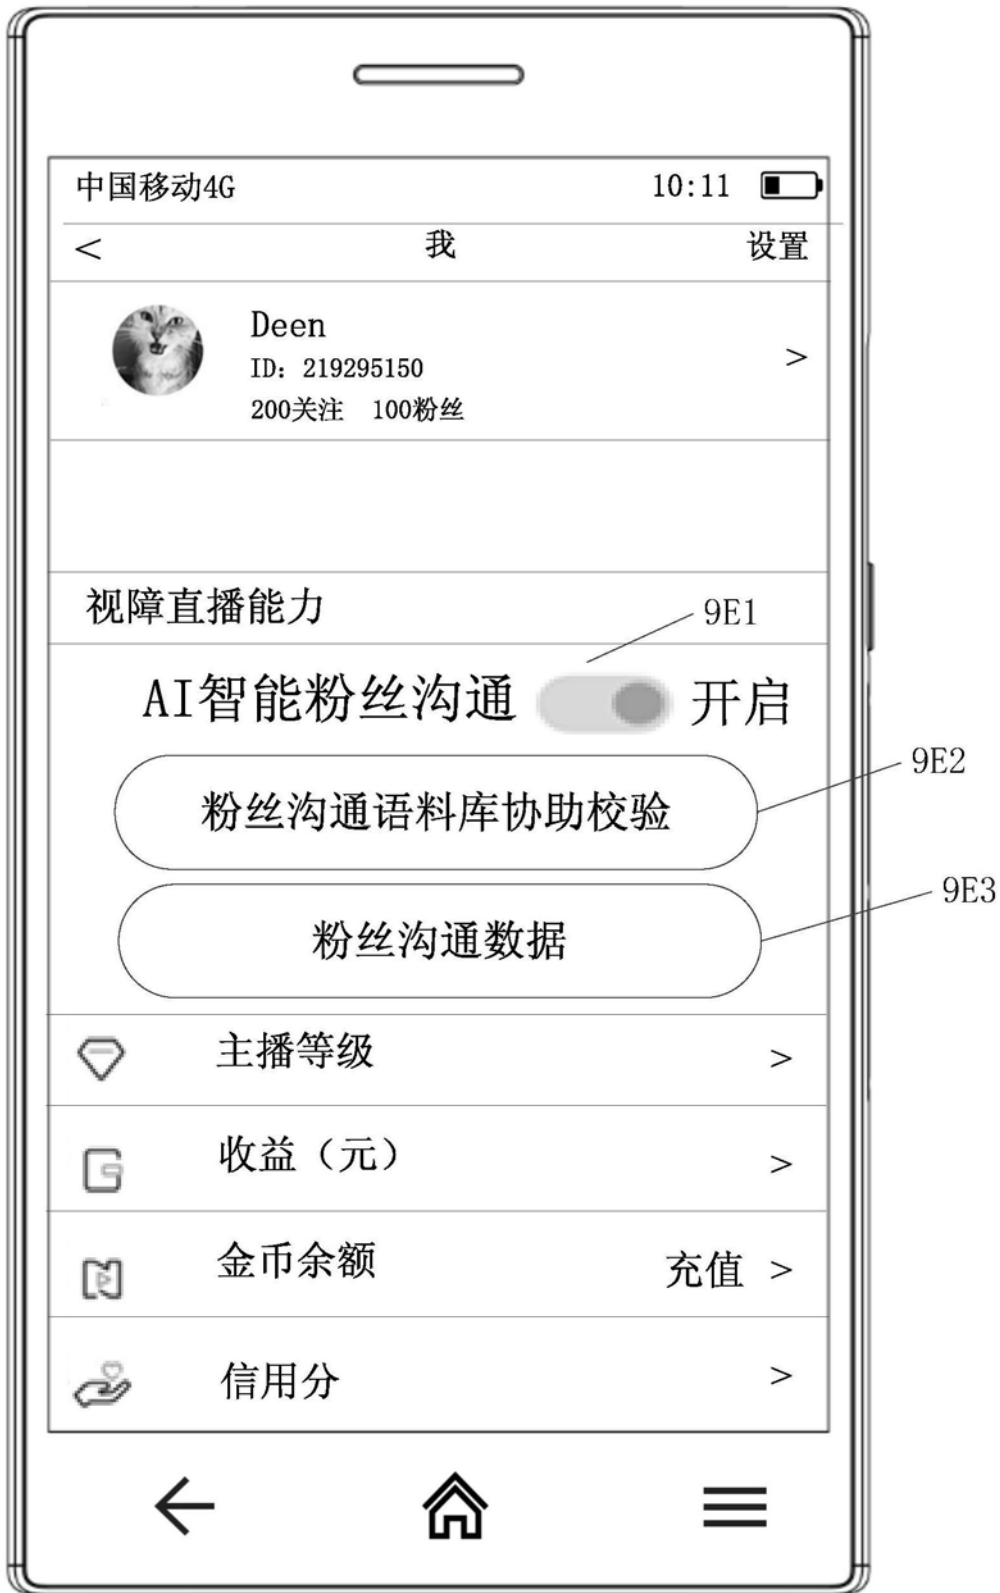 中国移动4G 10:11
< 我 设置
Deen
ID: 219295150 >
200关注 100粉丝
视障直播能力
9E1
AI智能粉丝沟通 开启
9E2
粉丝沟通语料库协助校验
9E3
粉丝沟通数据
主播等级 >
收益（元） >
金币余额 充值 >
信用分 >